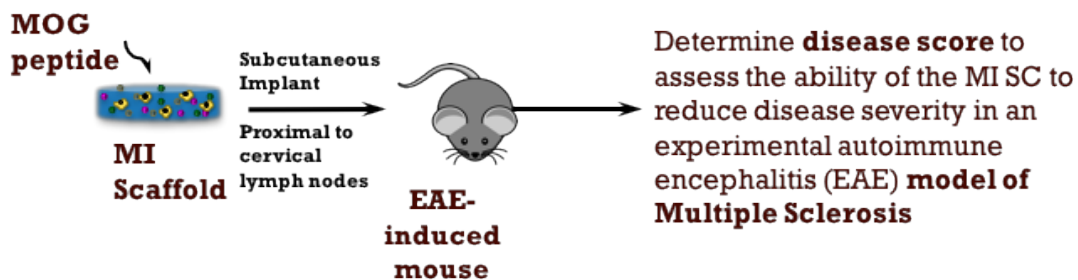 MOG
peptide
MI
Scaffold
Subcutaneous
Implant
Proximal to
cervical
lymph nodes
EAE-
induced
mouse
Determine disease score to
assess the ability of the MI SC to
reduce disease severity in an
experimental autoimmune
encephalitis (EAE) model of
Multiple Sclerosis